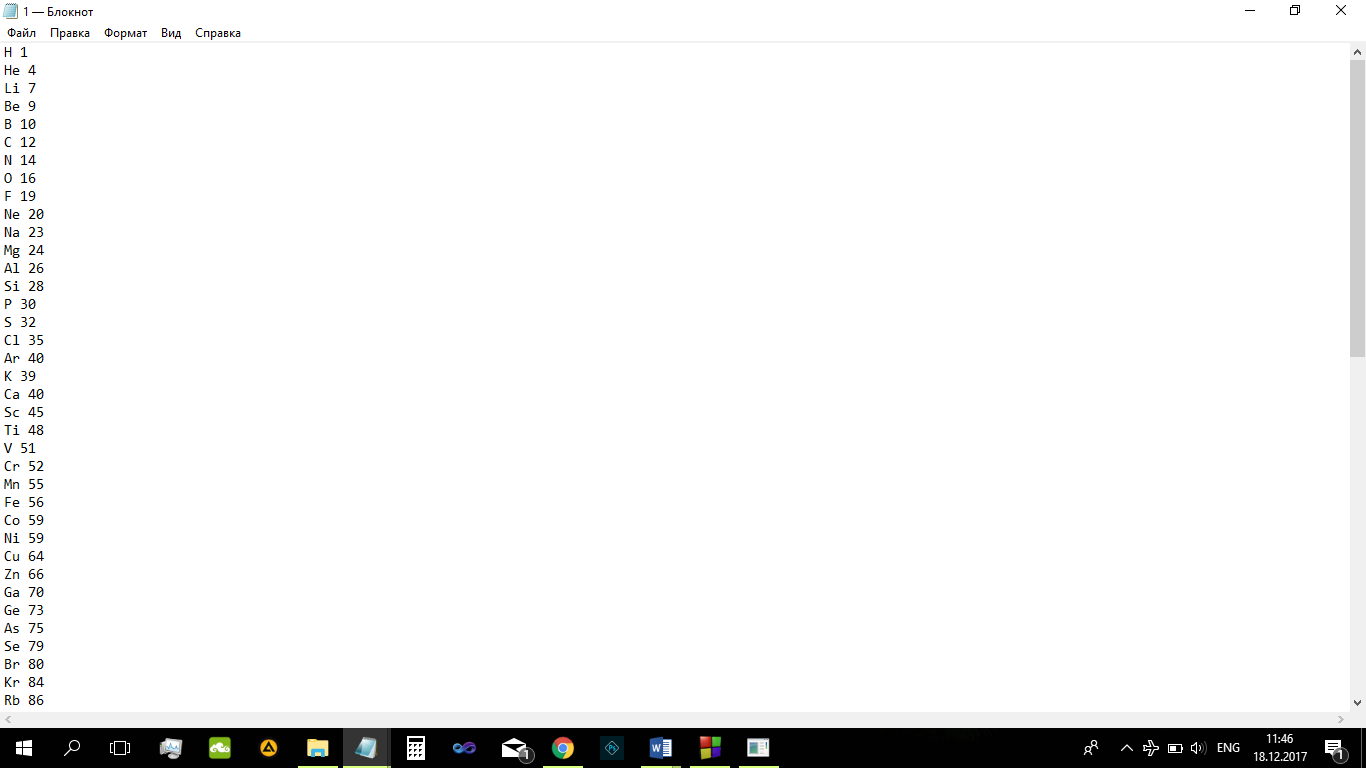 1 — Блокнот
Файл Правка Формат Вид Справка
H 1
He 4
Li 7
Be 9
B 10
C 12
N 14
O 16
F 19
Ne 20
Na 23
Mg 24
Al 26
Si 28
P 30
S 32
Cl 35
Ar 40
K 39
Ca 40
Sc 45
Ti 48
V 51
Cr 52
Mn 55
Fe 56
Co 59
Ni 59
Cu 64
Zn 66
Ga 70
Ge 73
As 75
Se 79
Br 80
Kr 84
Rb 86
1
Ps
ENG
11:46
18.12.2017
1